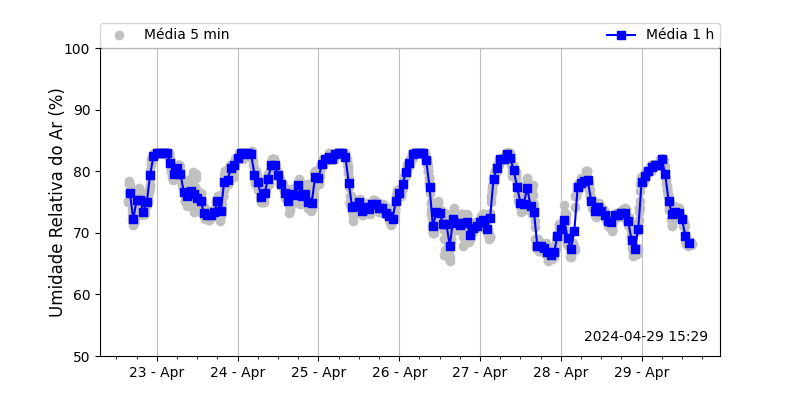 Média 5 min
Média 1 h
Umidade Relativa do Ar (%)
100
90
80
70
60
50
2024-04-29 15:29
23 - Apr
24 - Apr
25 - Apr
26 - Apr
27 - Apr
28 - Apr
29 - Apr